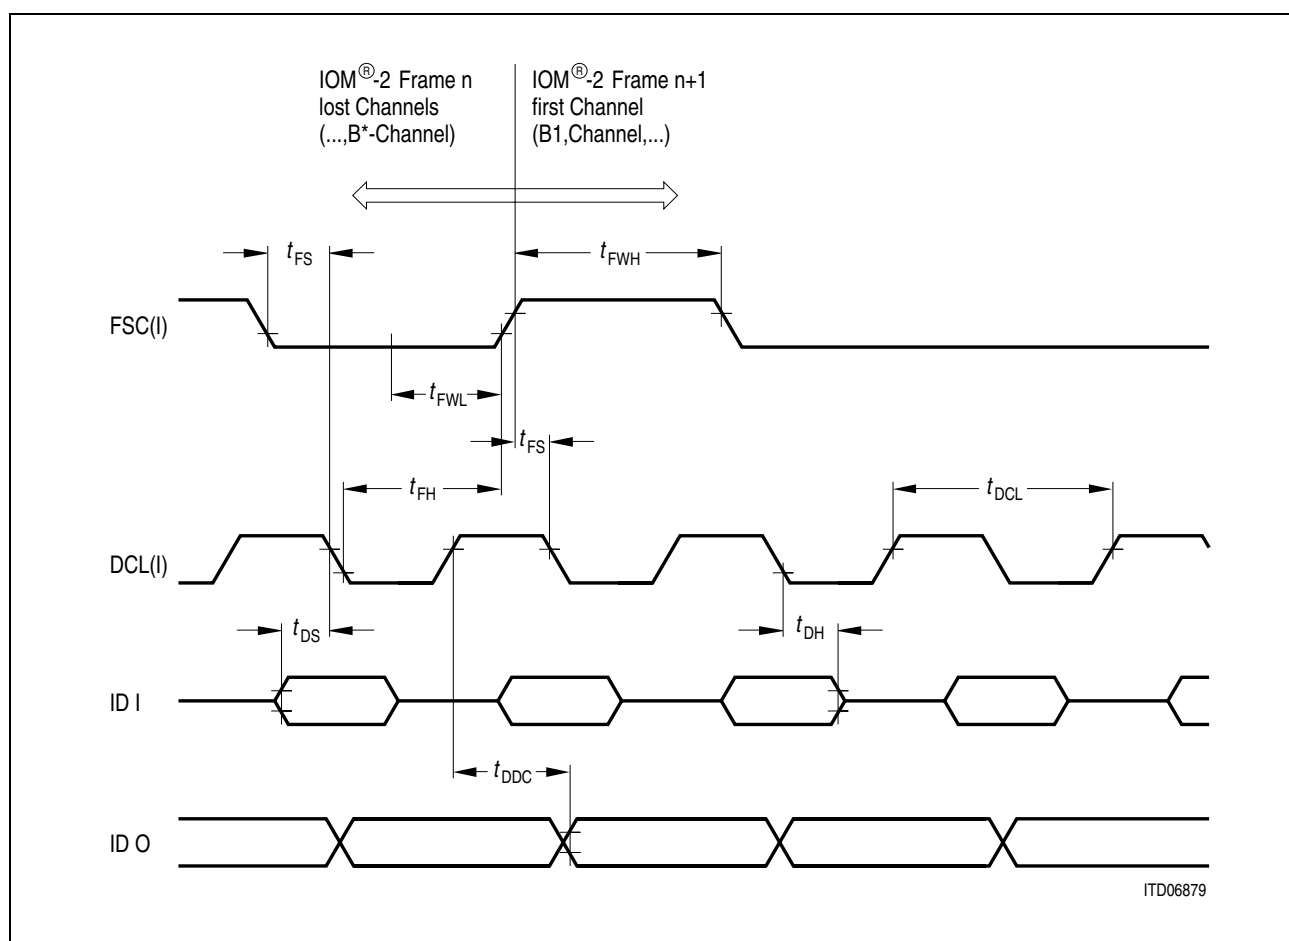 IOM®-2 Frame n
lost Channels
(...,B*-Channel)
IOM®-2 Frame n+1
first Channel
(B1,Channel,...)
tFS
tFWH
FSC(I)
tFWL
tFS
tFH
tDCL
DCL(I)
tDS
tDH
ID I
tDDC
ID O
ITD06879